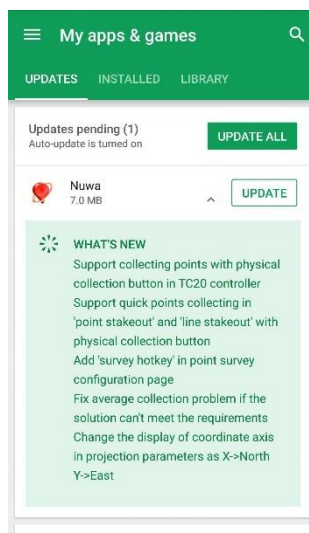 My apps & games
UPDATES INSTALLED LIBRARY
Updates pending (1)
Auto-update is turned on
UPDATE ALL
Nuwa
7.0 MB
UPDATE
WHAT'S NEW
Support collecting points with physical
collection button in TC20 controller
Support quick points collecting in
'point stakeout' and 'line stakeout' with
physical collection button
Add 'survey hotkey' in point survey
configuration page
Fix average collection problem if the
solution can't meet the requirements
Change the display of coordinate axis
in projection parameters as X->North
Y->East